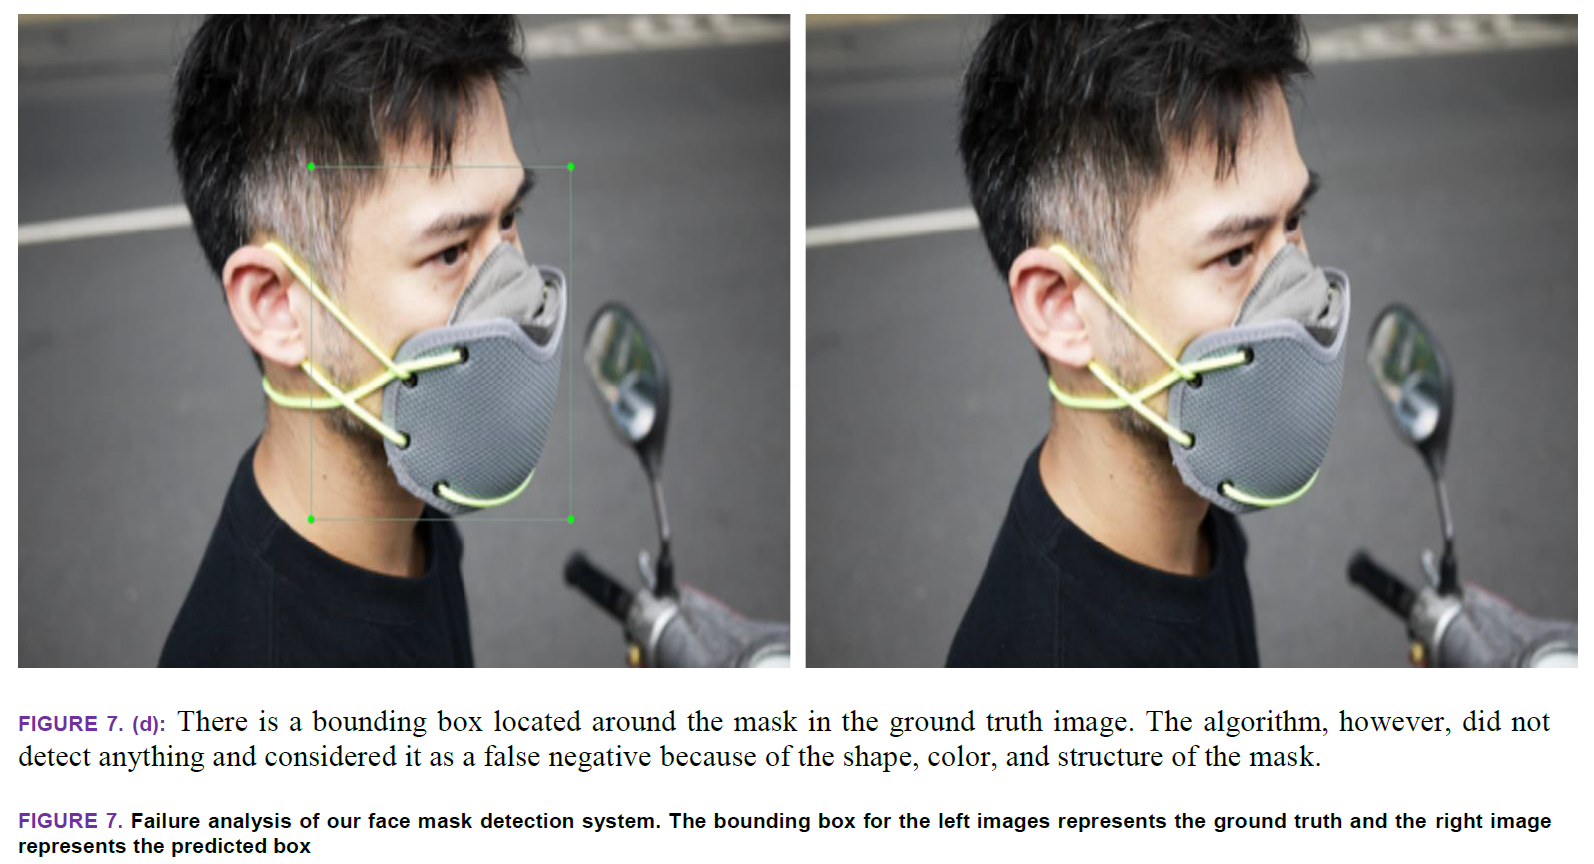 FIGURE 7. (d): There is a bounding box located around the mask in the ground truth image. The algorithm, however, did not
detect anything and considered it as a false negative because of the shape, color, and structure of the mask.
FIGURE 7. Failure analysis of our face mask detection system. The bounding box for the left images represents the ground truth and the right image
represents the predicted box